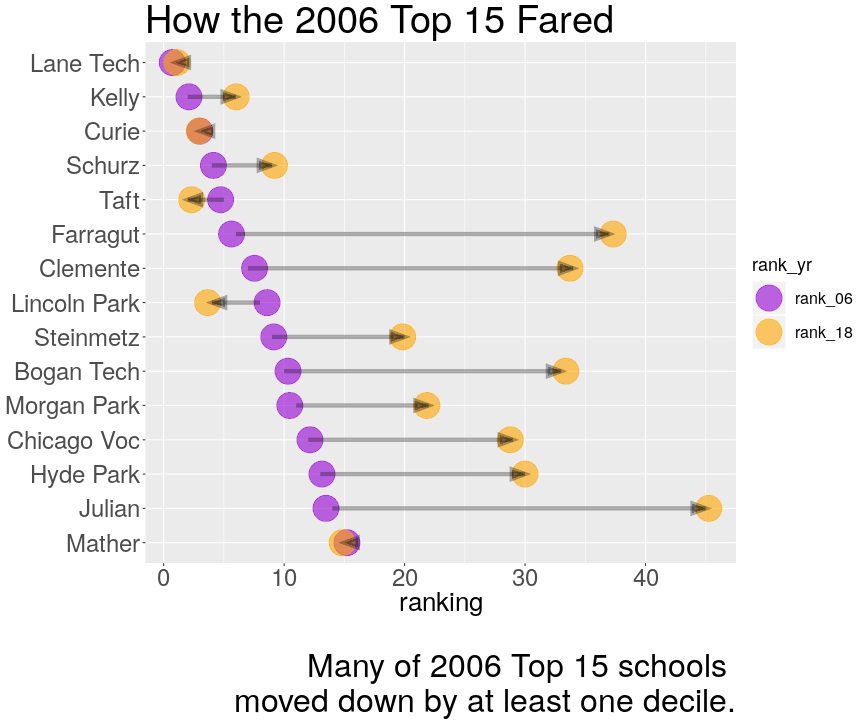 How the 2006 Top 15 Fared
Lane Tech
Kelly
Curie
Schurz
Taft
Farragut
Clemente
Lincoln Park
Steinmetz
Bogan Tech
Morgan Park
Chicago Voc
Hyde Park
Julian
Mather
0 10 20 30 40
ranking
rank_yr
rank_06
rank_18
Many of 2006 Top 15 schools
moved down by at least one decile.